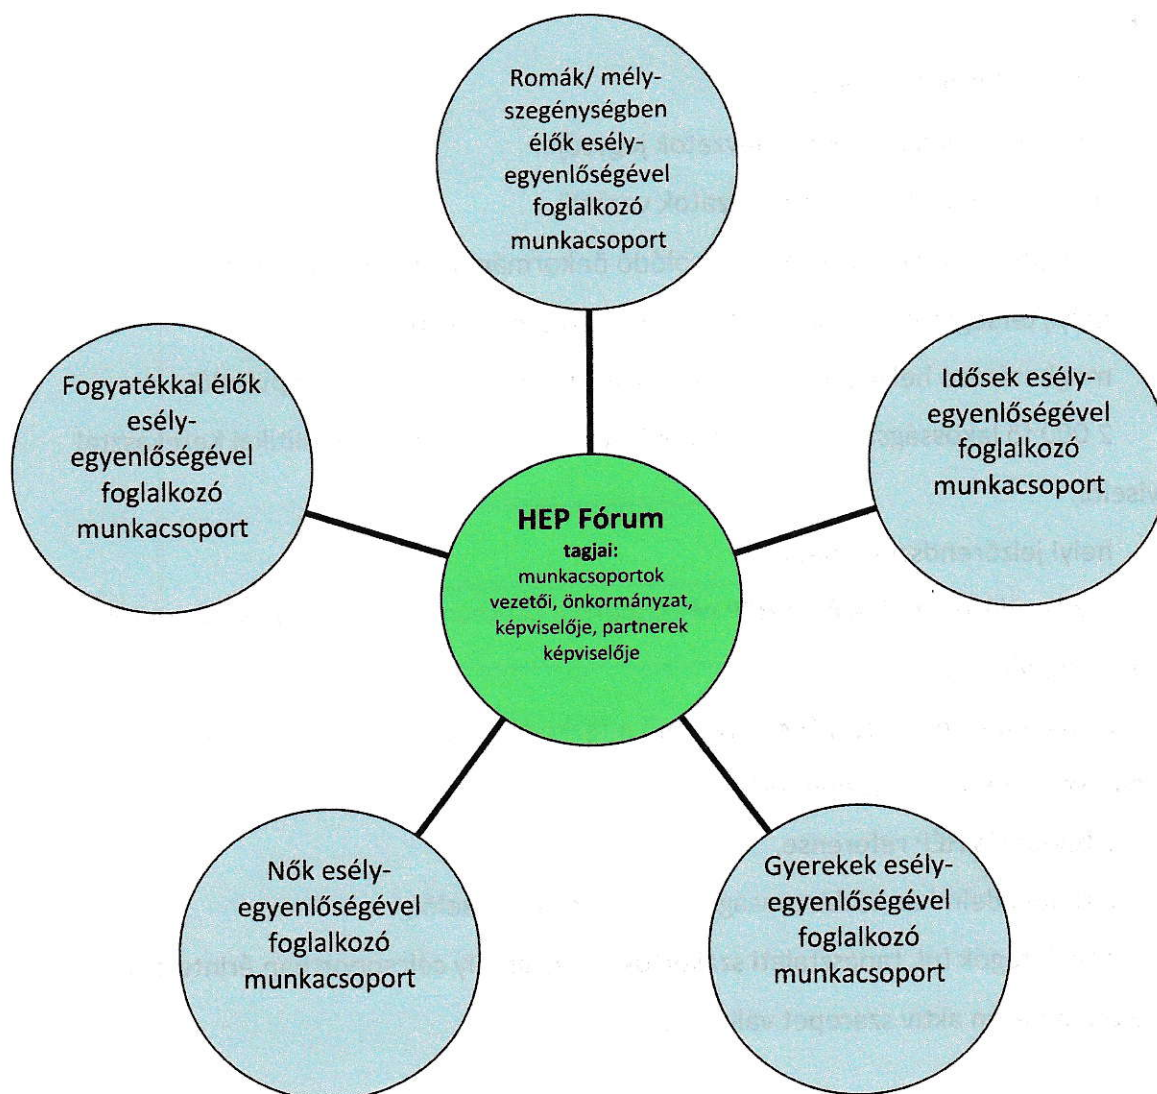 Romák/ mély-
szegénységben
élők esély-
egyenlőségével
foglalkozó
munkacsoport
Fogyatékkal élők
esély-
egyenlőségével
foglalkozó
munkacsoport
Idősek esély-
egyenlőségével
foglalkozó
munkacsoport
HEP Fórum
tagjai:
munkacsoportok
vezetői, önkormányzat,
képviselője, partnerek
képviselője
Nők esély-
egyenlőségével
foglalkozó
munkacsoport
Gyerekek esély-
egyenlőségével
foglalkozó
munkacsoport